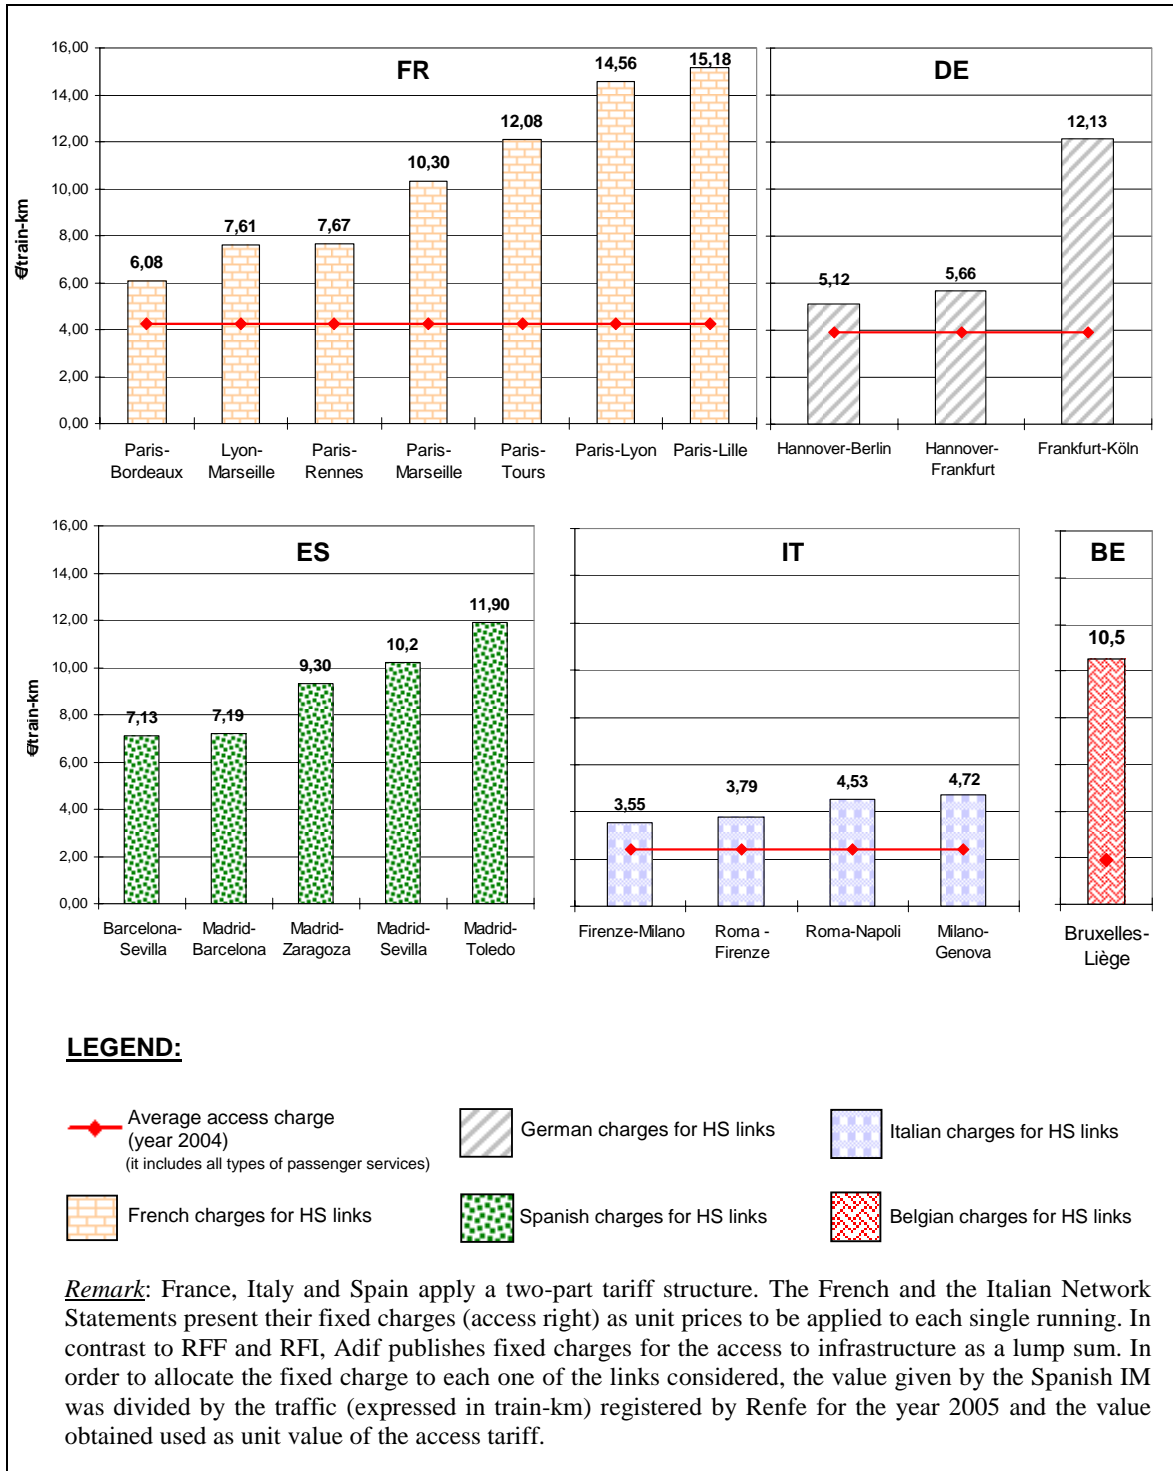 FR
DE
16,00
14,00
12,00
10,00
8,00
6,00
4,00
2,00
0,00
€/train-km
6,08
7,61
7,67
10,30
12,08
14,56
15,18
5,12
5,66
12,13
Paris-
Bordeaux
Lyon-
Marseille
Paris-
Rennes
Paris-
Marseille
Paris-
Tours
Paris-Lyon
Paris-Lille
Hannover-Berlin
Hannover-
Frankfurt
Frankfurt-Köln
ES
IT
BE
16,00
14,00
12,00
10,00
8,00
6,00
4,00
2,00
0,00
€/train-km
7,13
7,19
9,30
10,2
11,90
3,55
3,79
4,53
4,72
10,5
Barcelona-
Sevilla
Madrid-
Barcelona
Madrid-
Zaragoza
Madrid-
Sevilla
Madrid-
Toledo
Firenze-Milano
Roma -
Firenze
Roma-Napoli
Milano-
Genova
Bruxelles-
Liège
LEGEND:
Average access charge
(year 2004)
(it includes all types of passenger services)
German charges for HS links
Italian charges for HS links
French charges for HS links
Spanish charges for HS links
Belgian charges for HS links
Remark: France, Italy and Spain apply a two-part tariff structure. The French and the Italian Network
Statements present their fixed charges (access right) as unit prices to be applied to each single running. In
contrast to RFF and RFI, Adif publishes fixed charges for the access to infrastructure as a lump sum. In
order to allocate the fixed charge to each one of the links considered, the value given by the Spanish IM
was divided by the traffic (expressed in train-km) registered by Renfe for the year 2005 and the value
obtained used as unit value of the access tariff.